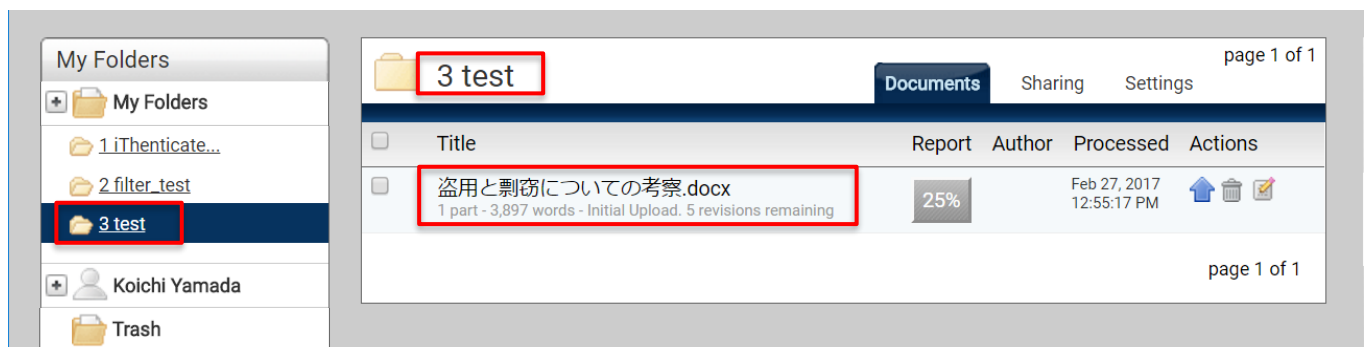 My Folders
My Folders
1 iThenticate...
2 filter_test
3 test
Koichi Yamada
Trash
3 test
page 1 of 1
Documents Sharing Settings
Title Report Author Processed Actions
盗用と剽窃についての考察.docx
1 part - 3,897 words - Initial Upload. 5 revisions remaining
25%
Feb 27, 2017
12:55:17 PM
page 1 of 1